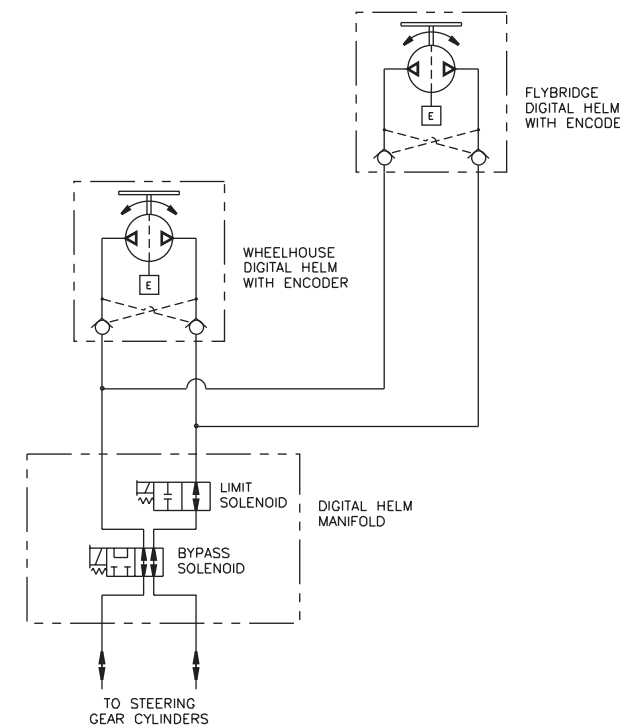 FLYBRIDGE
DIGITAL HELM
WITH ENCODE
E
WHEELHOUSE
DIGITAL HELM
WITH ENCODER
E
LIMIT
SOLENOID
DIGITAL HELM
MANIFOLD
BYPASS
SOLENOID
TO STEERING
GEAR CYLINDERS